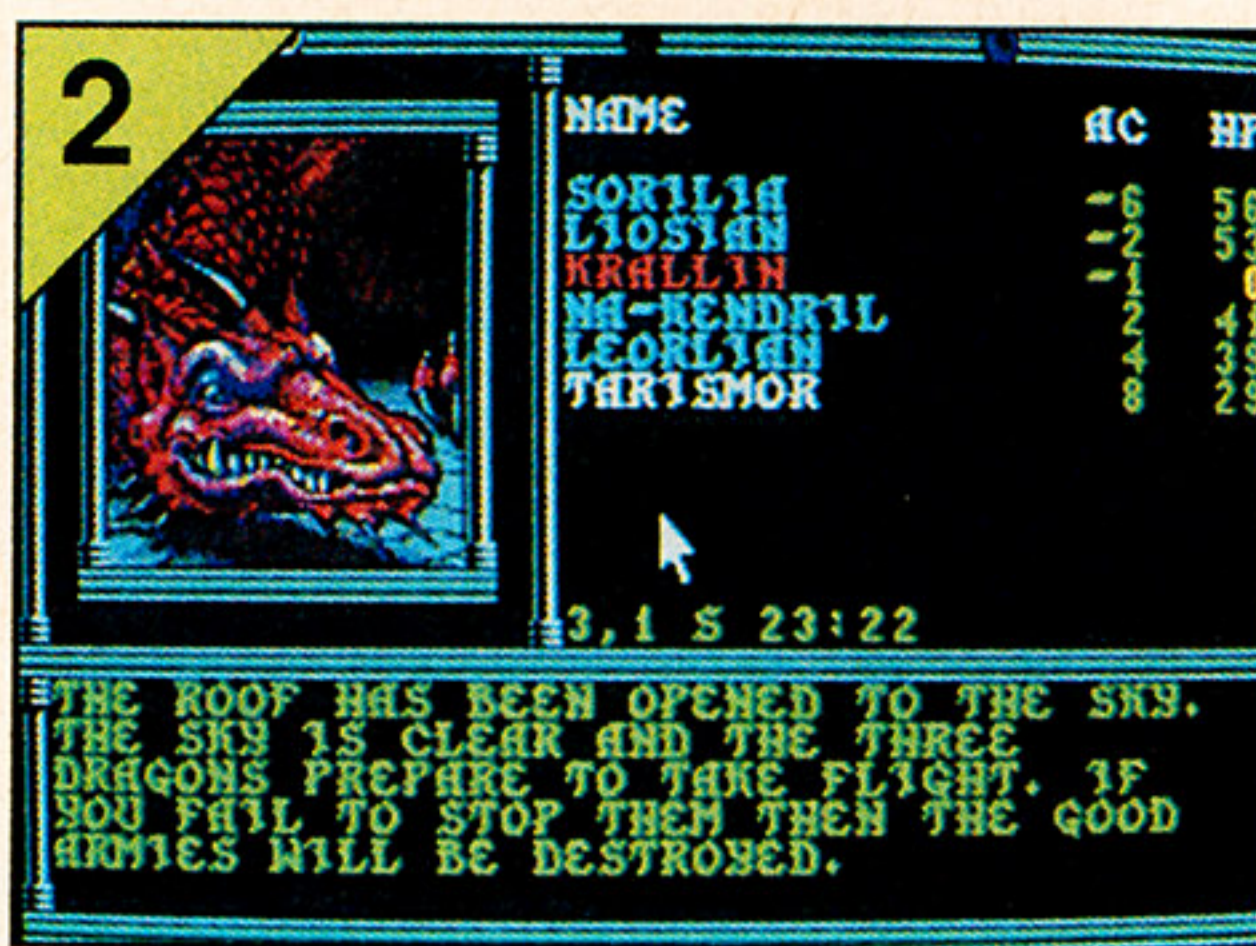 2
NAME AC
SORILIA -6
LIOSIAN -2
KRALLIN -1
NA-KENDRIL 2
LEORLIAN 4
TARISMOR 8
3,1 S 23:22
THE ROOF HAS BEEN OPENED TO THE SKY.
THE SKY IS CLEAR AND THE THREE
DRAGONS PREPARE TO TAKE FLIGHT. IF
YOU FAIL TO STOP THEM THEN THE GOOD
ARMIES WILL BE DESTROYED.